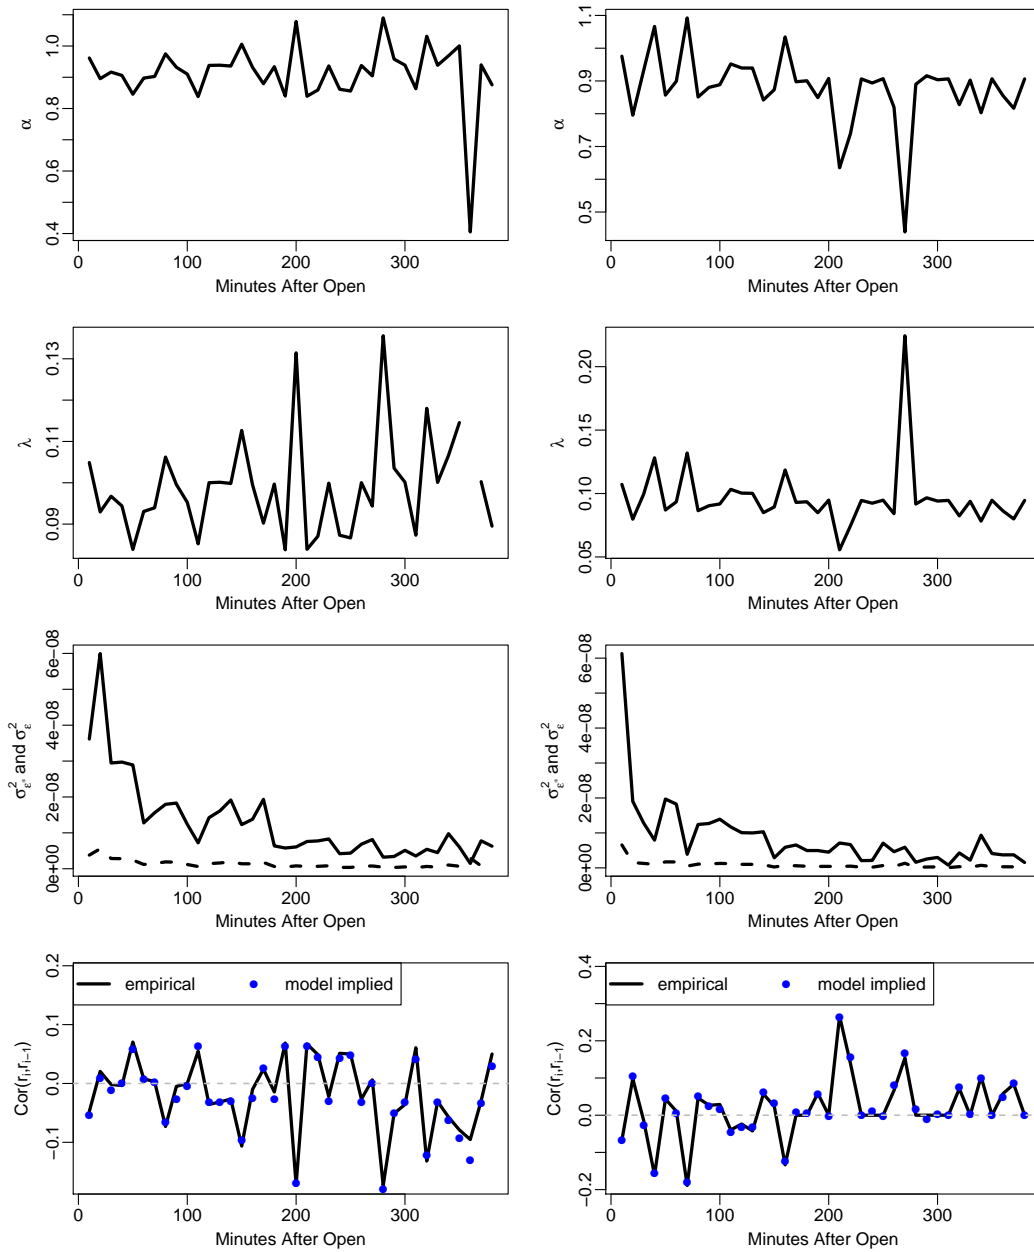 1.0
0.8
0.6
0.4
α
0 100 200 300
Minutes After Open
1.1
0.9
0.7
0.5
α
0 100 200 300
Minutes After Open
0.13
0.11
0.09
λ
0 100 200 300
Minutes After Open
0.20
0.15
0.10
0.05
λ
0 100 200 300
Minutes After Open
6e−08
4e−08
2e−08
0e+00
σ²ε* and σ²ε
0 100 200 300
Minutes After Open
6e−08
4e−08
2e−08
0e+00
σ²ε* and σ²ε
0 100 200 300
Minutes After Open
0.2
0.1
0.0
−0.1
Cor(ri,ri−1)
empirical model implied
0 100 200 300
Minutes After Open
0.4
0.2
0.0
−0.2
Cor(ri,ri−1)
empirical model implied
0 100 200 300
Minutes After Open